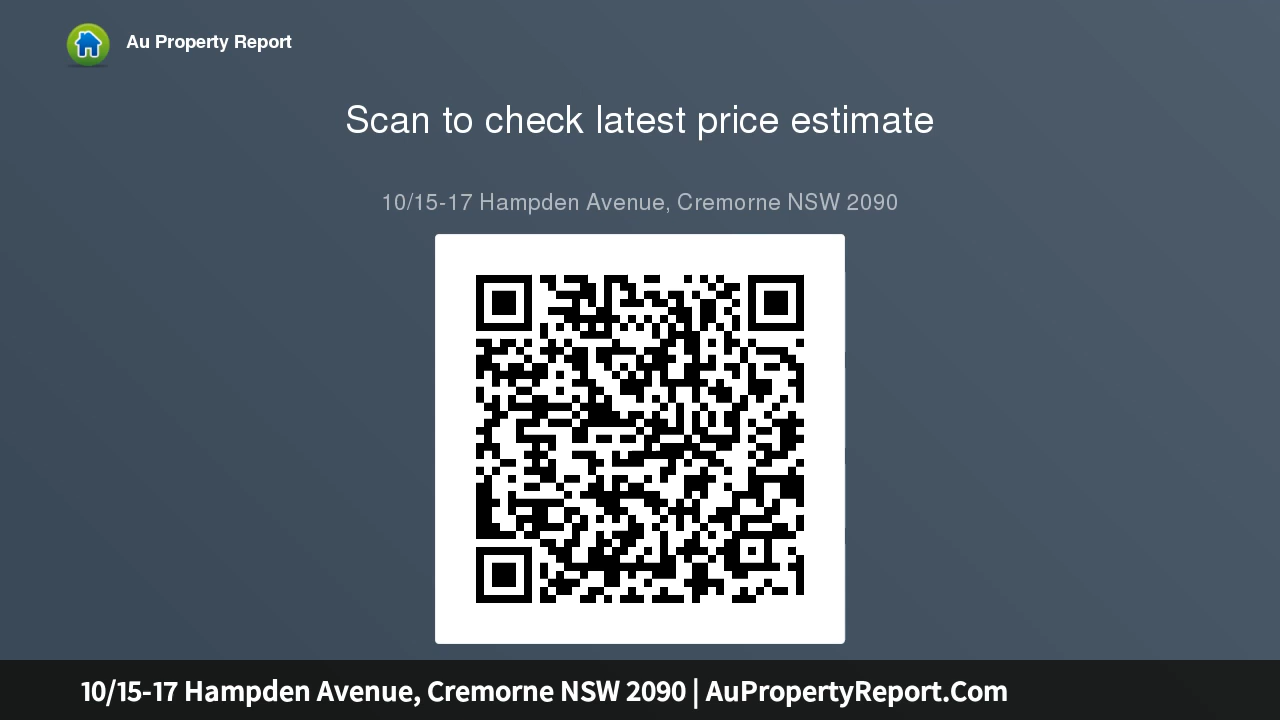 Au Property Report
Scan to check latest price estimate
10/15-17 Hampden Avenue, Cremorne NSW 2090
10/15-17 Hampden Avenue, Cremorne NSW 2090 | AuPropertyReport.Com